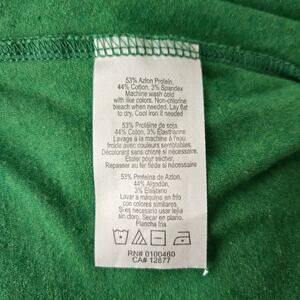 53% Azlon Protein,
44% Cotton, 3% Spandex
Machine wash cold
with like colors. Non-chlorine
bleach when needed. Lay flat
to dry. Cool iron if needed
53% Protéine de soja,
44% Coton, 3% Élasthanne
Lavage à la machine à l'eau
froide avec couleurs semblables.
Décolorant sans chlore si nécessaire.
Étaler pour sécher.
Repasser au fer tiède si nécessaire
53% Proteína de Azlon,
44% Algodón,
3% Elastano
Lavar a máquina en frío
con colores similares.
Si es necesario usar lejía
sin cloro. Secar en plano.
Plancha fría
RN# 0100460
CA# 12877